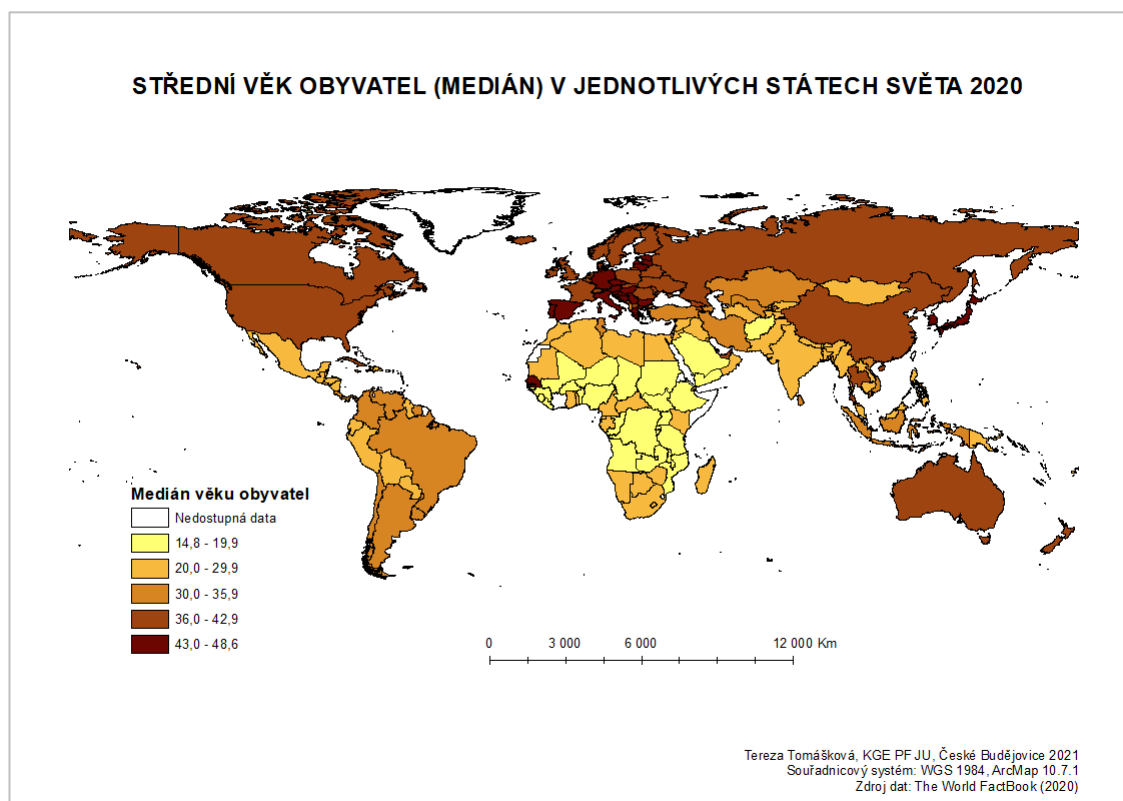 STŘEDNÍ VĚK OBYVATEL (MEDIÁN) V JEDNOTLIVÝCH STÁTECH SVĚTA 2020
Medián věku obyvatel
Nedostupná data
14,8 - 19,9
20,0 - 29,9
30,0 - 35,9
36,0 - 42,9
43,0 - 48,6
0 3 000 6 000 12 000 Km
Tereza Tomášková, KGE PF JU, České Budějovice 2021
Souřadnicový systém: WGS 1984, ArcMap 10.7.1
Zdroj dat: The World FactBook (2020)